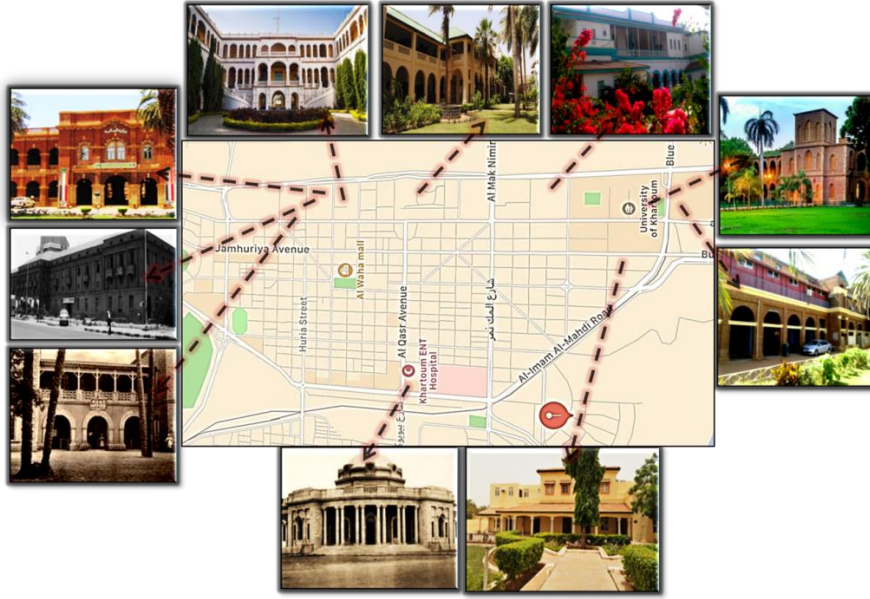 Al Mak Nimir
Blue
University
of Khartoum
Jamhuriya Avenue
Al Waha mall
Bu
Huria Street
Al Qasr Avenue
شارع الملك نمر
Al-Imam Al-Mahdi Road
Khartoum ENT
Hospital